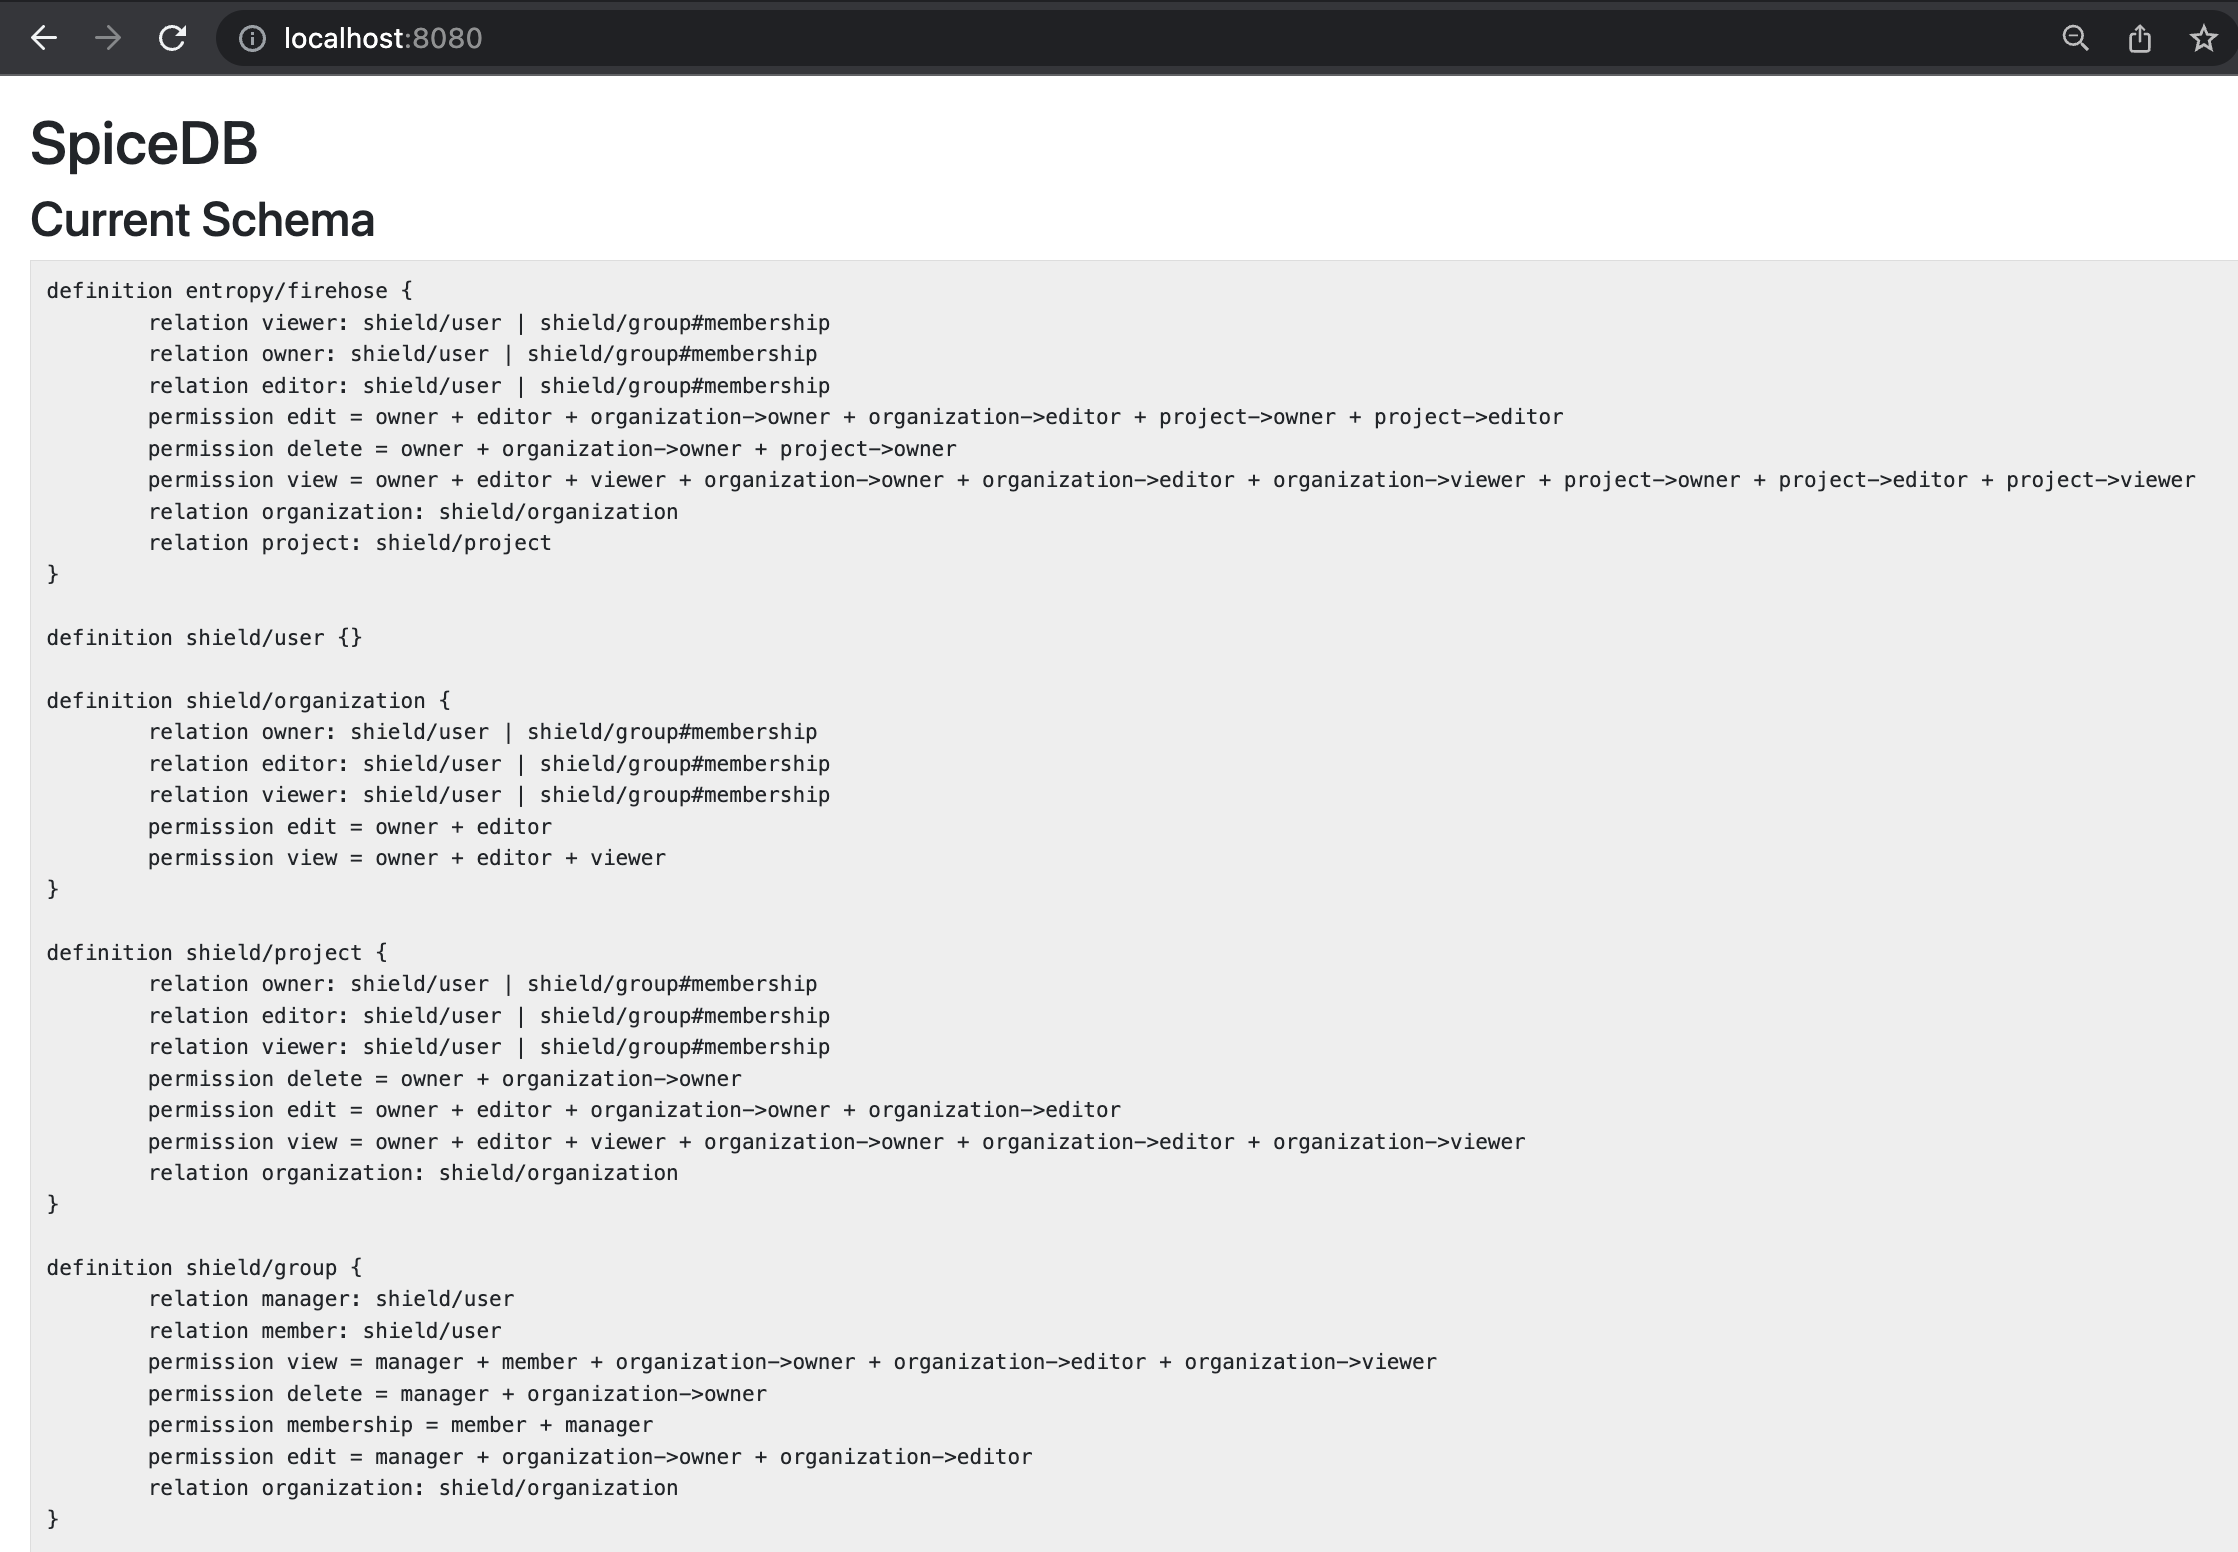 localhost:8080
SpiceDB
Current Schema
definition entropy/firehose {
        relation viewer: shield/user | shield/group#membership
        relation owner: shield/user | shield/group#membership
        relation editor: shield/user | shield/group#membership
        permission edit = owner + editor + organization->owner + organization->editor + project->owner + project->editor
        permission delete = owner + organization->owner + project->owner
        permission view = owner + editor + viewer + organization->owner + organization->editor + organization->viewer + project->owner + project->editor + project->viewer
        relation organization: shield/organization
        relation project: shield/project
}

definition shield/user {}

definition shield/organization {
        relation owner: shield/user | shield/group#membership
        relation editor: shield/user | shield/group#membership
        relation viewer: shield/user | shield/group#membership
        permission edit = owner + editor
        permission view = owner + editor + viewer
}

definition shield/project {
        relation owner: shield/user | shield/group#membership
        relation editor: shield/user | shield/group#membership
        relation viewer: shield/user | shield/group#membership
        permission delete = owner + organization->owner
        permission edit = owner + editor + organization->owner + organization->editor
        permission view = owner + editor + viewer + organization->owner + organization->editor + organization->viewer
        relation organization: shield/organization
}

definition shield/group {
        relation manager: shield/user
        relation member: shield/user
        permission view = manager + member + organization->owner + organization->editor + organization->viewer
        permission delete = manager + organization->owner
        permission membership = member + manager
        permission edit = manager + organization->owner + organization->editor
        relation organization: shield/organization
}